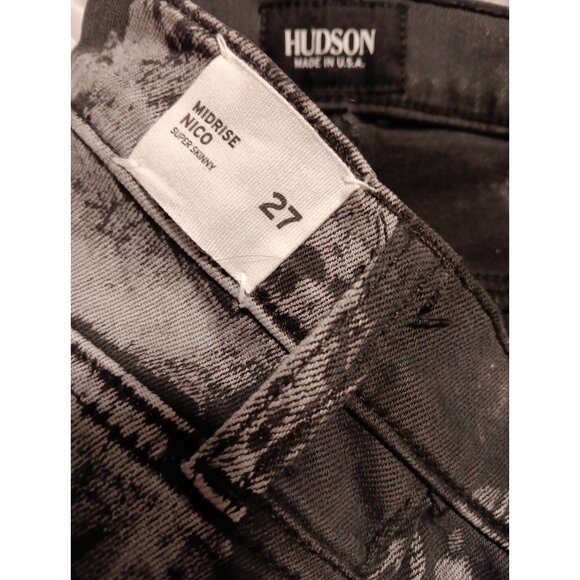 HUDSON
MADE IN U.S.A.
MIDRISE
NICO
SUPER SKINNY
27